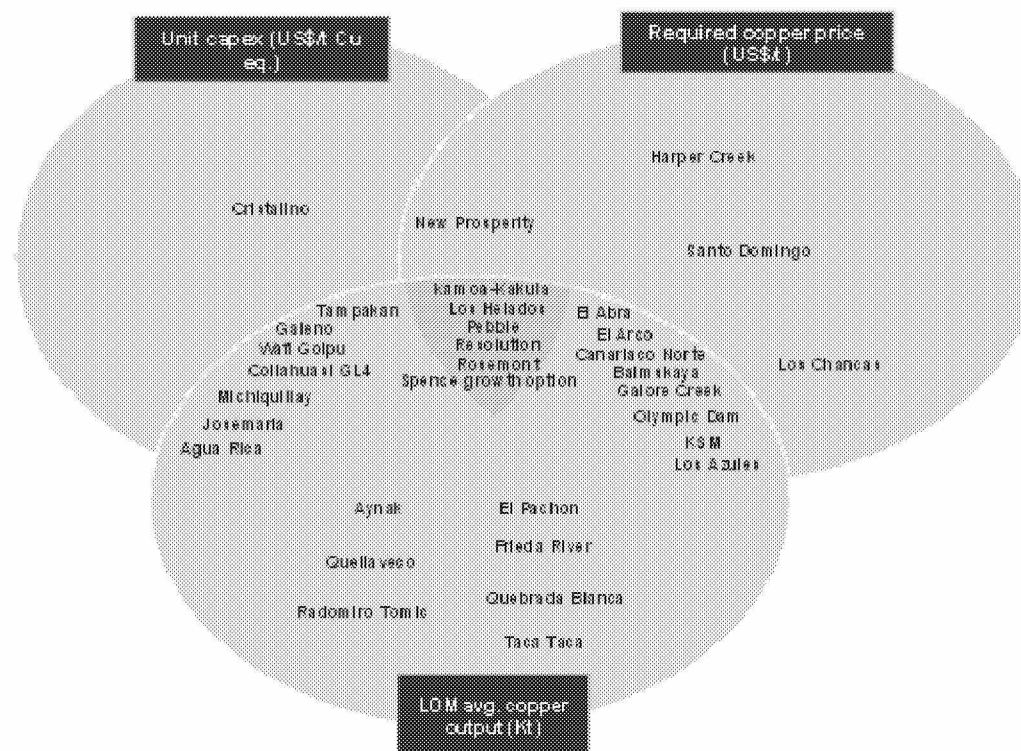 Unit capex (US$/t Cu
eq.)
Required copper price
(US$/t)
Harper Creek
Cristalino
New Prosperity
Santo Domingo
Kamoa-Kakula
Tampakan
Los Helados
El Abra
Galeno
Pebble
El Arco
Wafi Golpu
Resolution
Canariaco Norte
Collahuasi GL4
Rosemont
Baimskaya
Los Chancas
Spence growth option
Galore Creek
Michiquillay
Olympic Dam
Josemaria
KSM
Agua Rica
Los Azules
Aynak
El Pachon
Frieda River
Quellaveco
Quebrada Blanca
Radomiro Tomic
Taca Taca
LOM avg. copper
output (Kt)